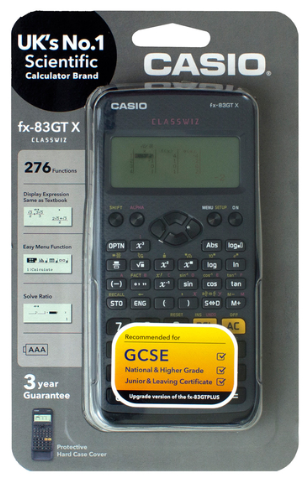 UK's No.1
Scientific
Calculator Brand
CASIO®
fx-83GT X
CLASSWIZ
276 Functions
Display Expression
Same as Textbook
Easy Menu Function
Solve Ratio
AAA
3 year
Guarantee
Protective
Hard Case Cover
CASIO
fx-83GT X
CLASSWIZ
SHIFT ALPHA MENU SETUP ON
OPTN Abs
log in
(−) sin cos tan
STO ENG ( ) S⇔D M+
7 AC
Recommended for
GCSE
National & Higher Grade
Junior & Leaving Certificate
Upgrade version of the fx-83GTPLUS